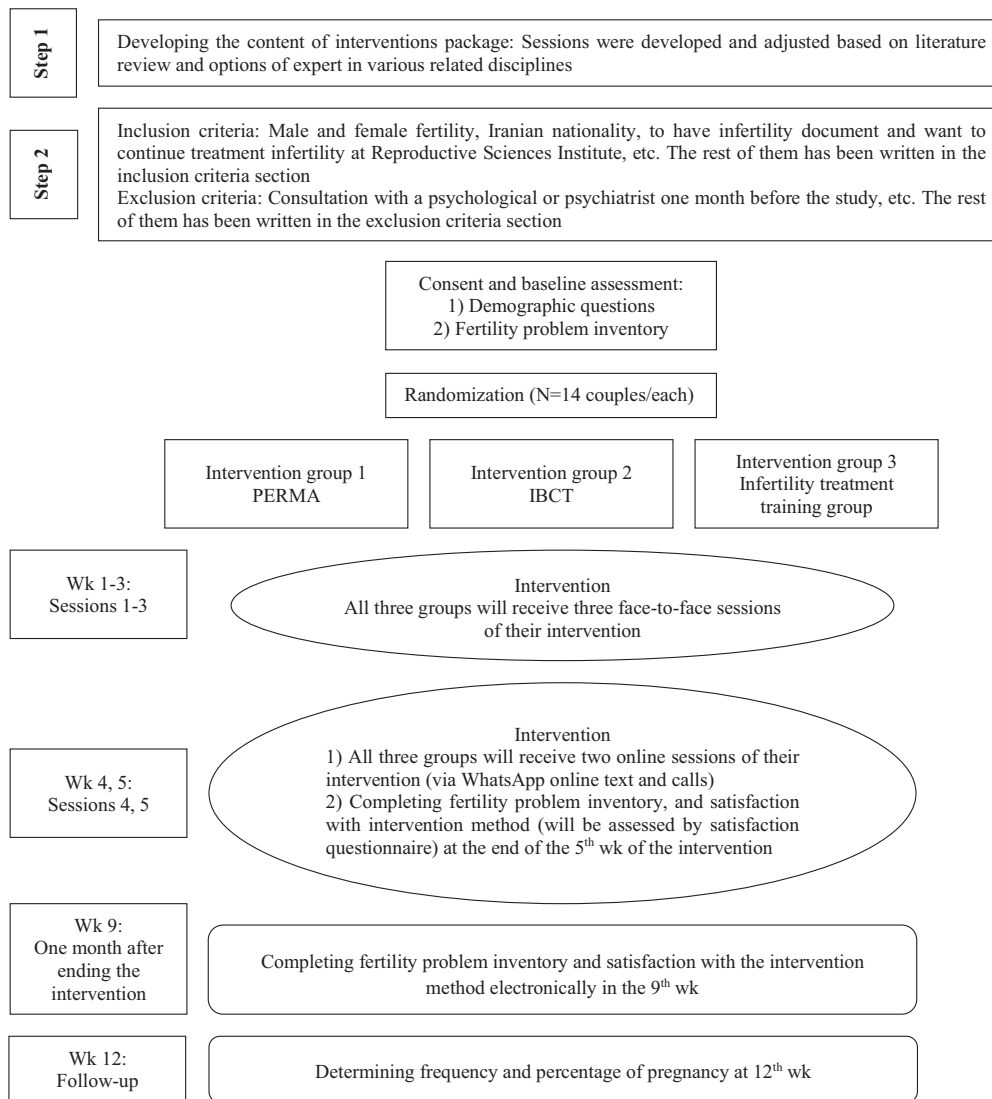 Step 1
Developing the content of interventions package: Sessions were developed and adjusted based on literature
review and options of expert in various related disciplines
Step 2
Inclusion criteria: Male and female fertility, Iranian nationality, to have infertility document and want to
continue treatment infertility at Reproductive Sciences Institute, etc. The rest of them has been written in the
inclusion criteria section
Exclusion criteria: Consultation with a psychological or psychiatrist one month before the study, etc. The rest
of them has been written in the exclusion criteria section
Consent and baseline assessment:
1) Demographic questions
2) Fertility problem inventory
Randomization (N=14 couples/each)
Intervention group 1
PERMA
Intervention group 2
IBCT
Intervention group 3
Infertility treatment
training group
Wk 1-3:
Sessions 1-3
Intervention
All three groups will receive three face-to-face sessions
of their intervention
Wk 4, 5:
Sessions 4, 5
Intervention
1) All three groups will receive two online sessions of their
intervention (via WhatsApp online text and calls)
2) Completing fertility problem inventory, and satisfaction
with intervention method (will be assessed by satisfaction
questionnaire) at the end of the 5th wk of the intervention
Wk 9:
One month after
ending the
intervention
Completing fertility problem inventory and satisfaction with the intervention
method electronically in the 9th wk
Wk 12:
Follow-up
Determining frequency and percentage of pregnancy at 12th wk